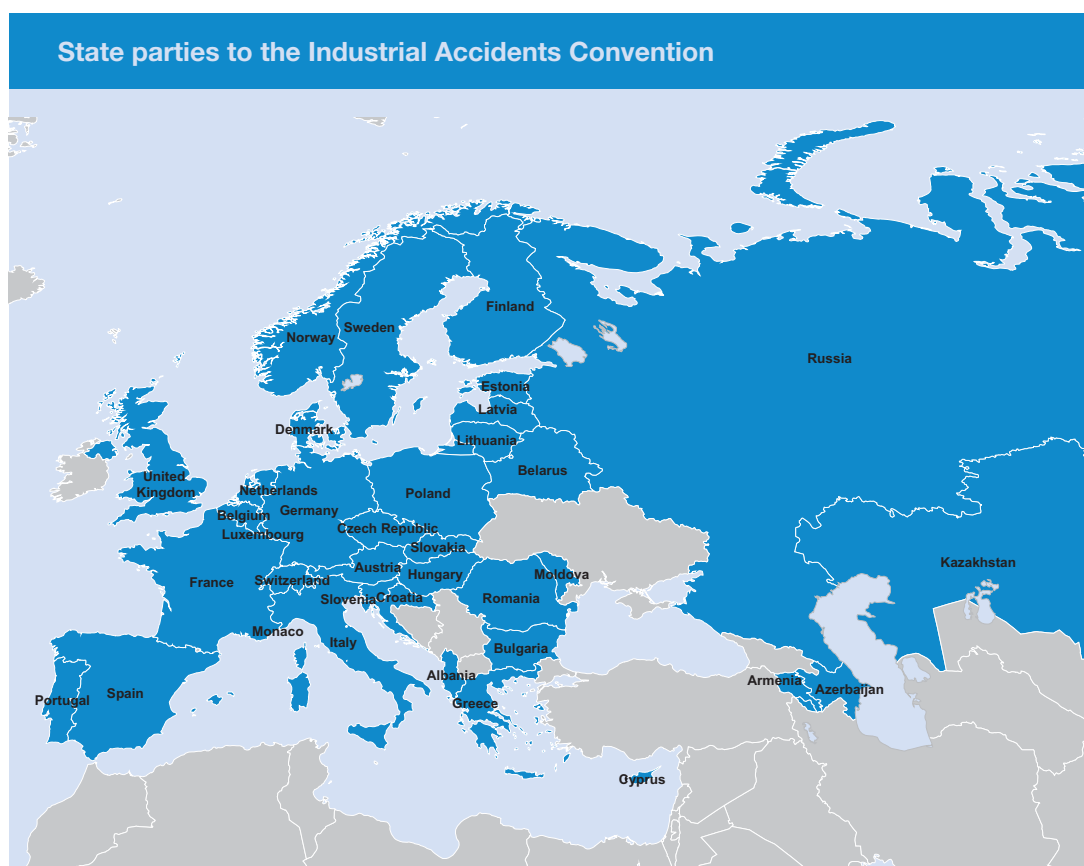 State parties to the Industrial Accidents Convention
Finland
Sweden
Norway
Russia
Estonia
Latvia
Denmark
Lithuania
Belarus
United
Kingdom
Netherlands
Poland
Germany
Belgium
Czech Republic
Luxembourg
Slovakia
Kazakhstan
Austria
Hungary
Moldova
France
Switzerland
Slovenia
Croatia
Romania
Monaco
Italy
Bulgaria
Albania
Armenia
Azerbaijan
Portugal
Spain
Greece
Cyprus